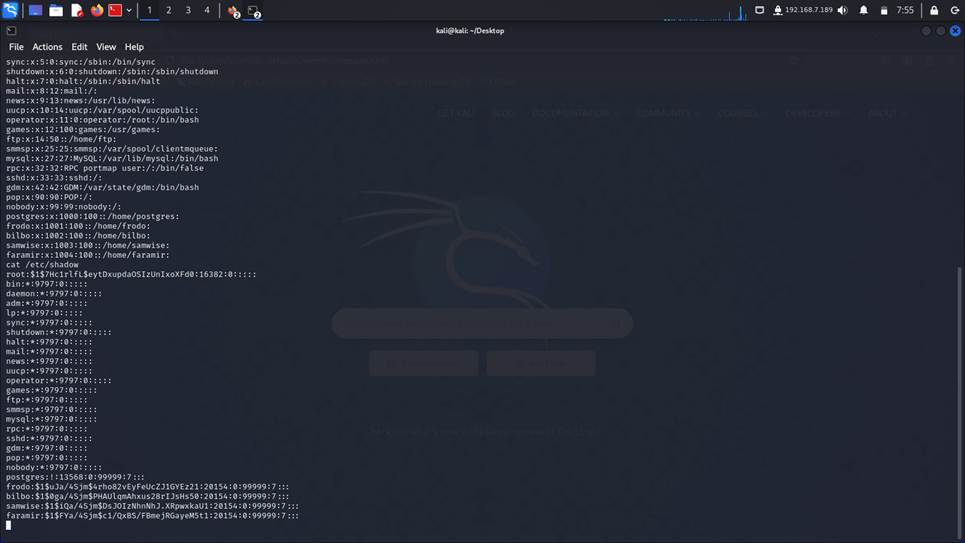 1 2 3 4 2 2 192.168.7.189 7:55
kali@kali: ~/Desktop
File Actions Edit View Help
sync:x:5:0:sync:/sbin:/bin/sync
shutdown:x:6:0:shutdown:/sbin:/sbin/shutdown
halt:x:7:0:halt:/sbin:/sbin/halt
mail:x:8:12:mail:/:
news:x:9:13:news:/usr/lib/news:
uucp:x:10:14:uucp:/var/spool/uucppublic:
operator:x:11:0:operator:/root:/bin/bash
games:x:12:100:games:/usr/games:
ftp:x:14:50::/home/ftp:
smmsp:x:25:25:smmsp:/var/spool/clientmqueue:
mysql:x:27:27:MySQL:/var/lib/mysql:/bin/bash
rpc:x:32:32:RPC portmap user:/:/bin/false
sshd:x:33:33:sshd:/:
gdm:x:42:42:GDM:/var/state/gdm:/bin/bash
pop:x:90:90:POP:/:
nobody:x:99:99:nobody:/:
postgres:x:1000:100::/home/postgres:
frodo:x:1001:100::/home/frodo:
bilbo:x:1002:100::/home/bilbo:
samwise:x:1003:100::/home/samwise:
faramir:x:1004:100::/home/faramir:
cat /etc/shadow
root:$1$7Hc1rlfL$eytDxupdaOSIzUnIxoXFd0:16382:0:::::
bin:*:9797:0:::::
daemon:*:9797:0:::::
adm:*:9797:0:::::
lp:*:9797:0:::::
sync:*:9797:0:::::
shutdown:*:9797:0:::::
halt:*:9797:0:::::
mail:*:9797:0:::::
news:*:9797:0:::::
uucp:*:9797:0:::::
operator:*:9797:0:::::
games:*:9797:0:::::
ftp:*:9797:0:::::
smmsp:*:9797:0:::::
mysql:*:9797:0:::::
rpc:*:9797:0:::::
sshd:*:9797:0:::::
gdm:*:9797:0:::::
pop:*:9797:0:::::
nobody:*:9797:0:::::
postgres:!:13568:0:99999:7:::
frodo:$1$uJa/4Sjm$4rho82vEyFeUcZJ1GYEz21:20154:0:99999:7:::
bilbo:$1$0ga/4Sjm$PHAUlqmAhxus28rIJsHs50:20154:0:99999:7:::
samwise:$1$iQa/4Sjm$DsJOIzNhnNhJ.XRpwxkaU1:20154:0:99999:7:::
faramir:$1$FYa/4Sjm$c1/QxBS/FBmejRGayeM5t1:20154:0:99999:7:::
GET KALI BLOG DOCUMENTATION COMMUNITY COURSES DEVELOPERS ABOUT